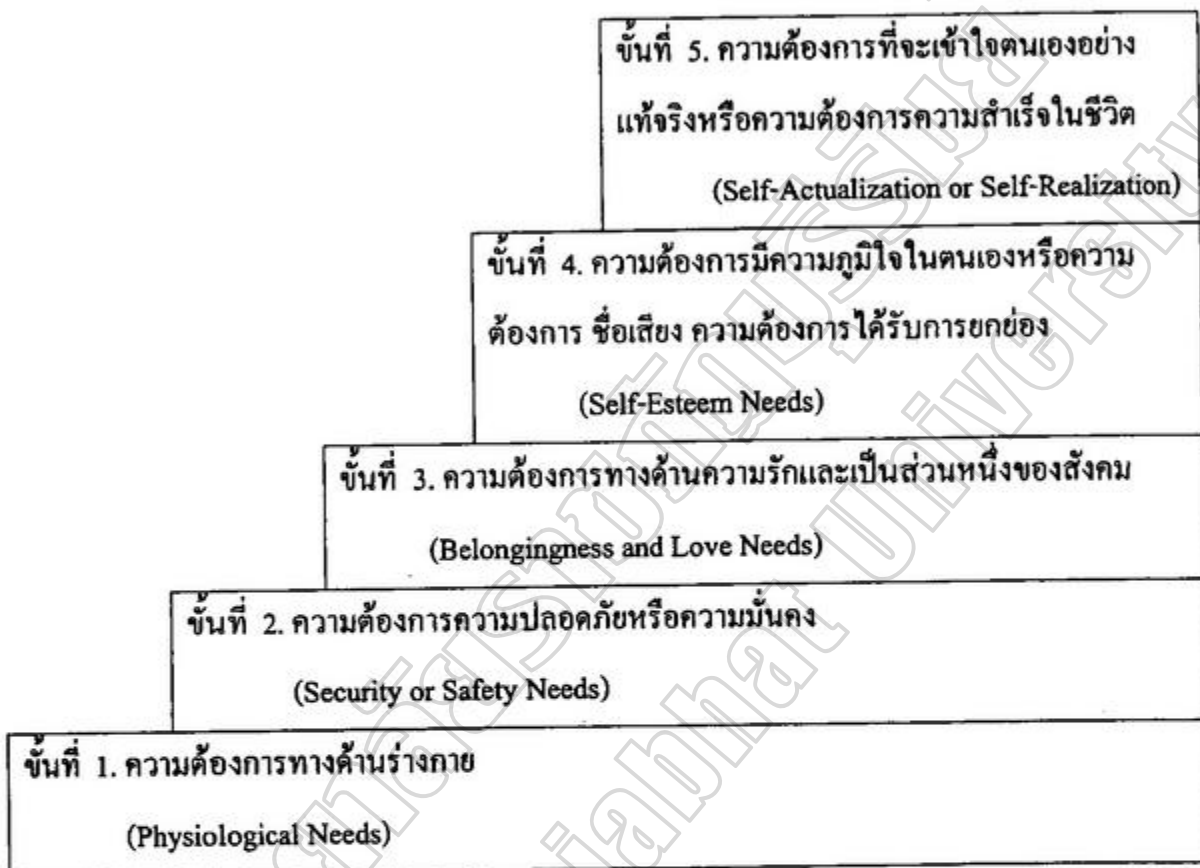 ขั้นที่ 5. ความต้องการที่จะเข้าใจตนเองอย่าง
แท้จริงหรือความต้องการความสำเร็จในชีวิต
(Self-Actualization or Self-Realization)
ขั้นที่ 4. ความต้องการมีความภูมิใจในตนเองหรือความ
ต้องการ ชื่อเสียง ความต้องการได้รับการยกย่อง
(Self-Esteem Needs)
ขั้นที่ 3. ความต้องการทางด้านความรักและเป็นส่วนหนึ่งของสังคม
(Belongingness and Love Needs)
ขั้นที่ 2. ความต้องการความปลอดภัยหรือความมั่นคง
(Security or Safety Needs)
ขั้นที่ 1. ความต้องการทางด้านร่างกาย
(Physiological Needs)
University